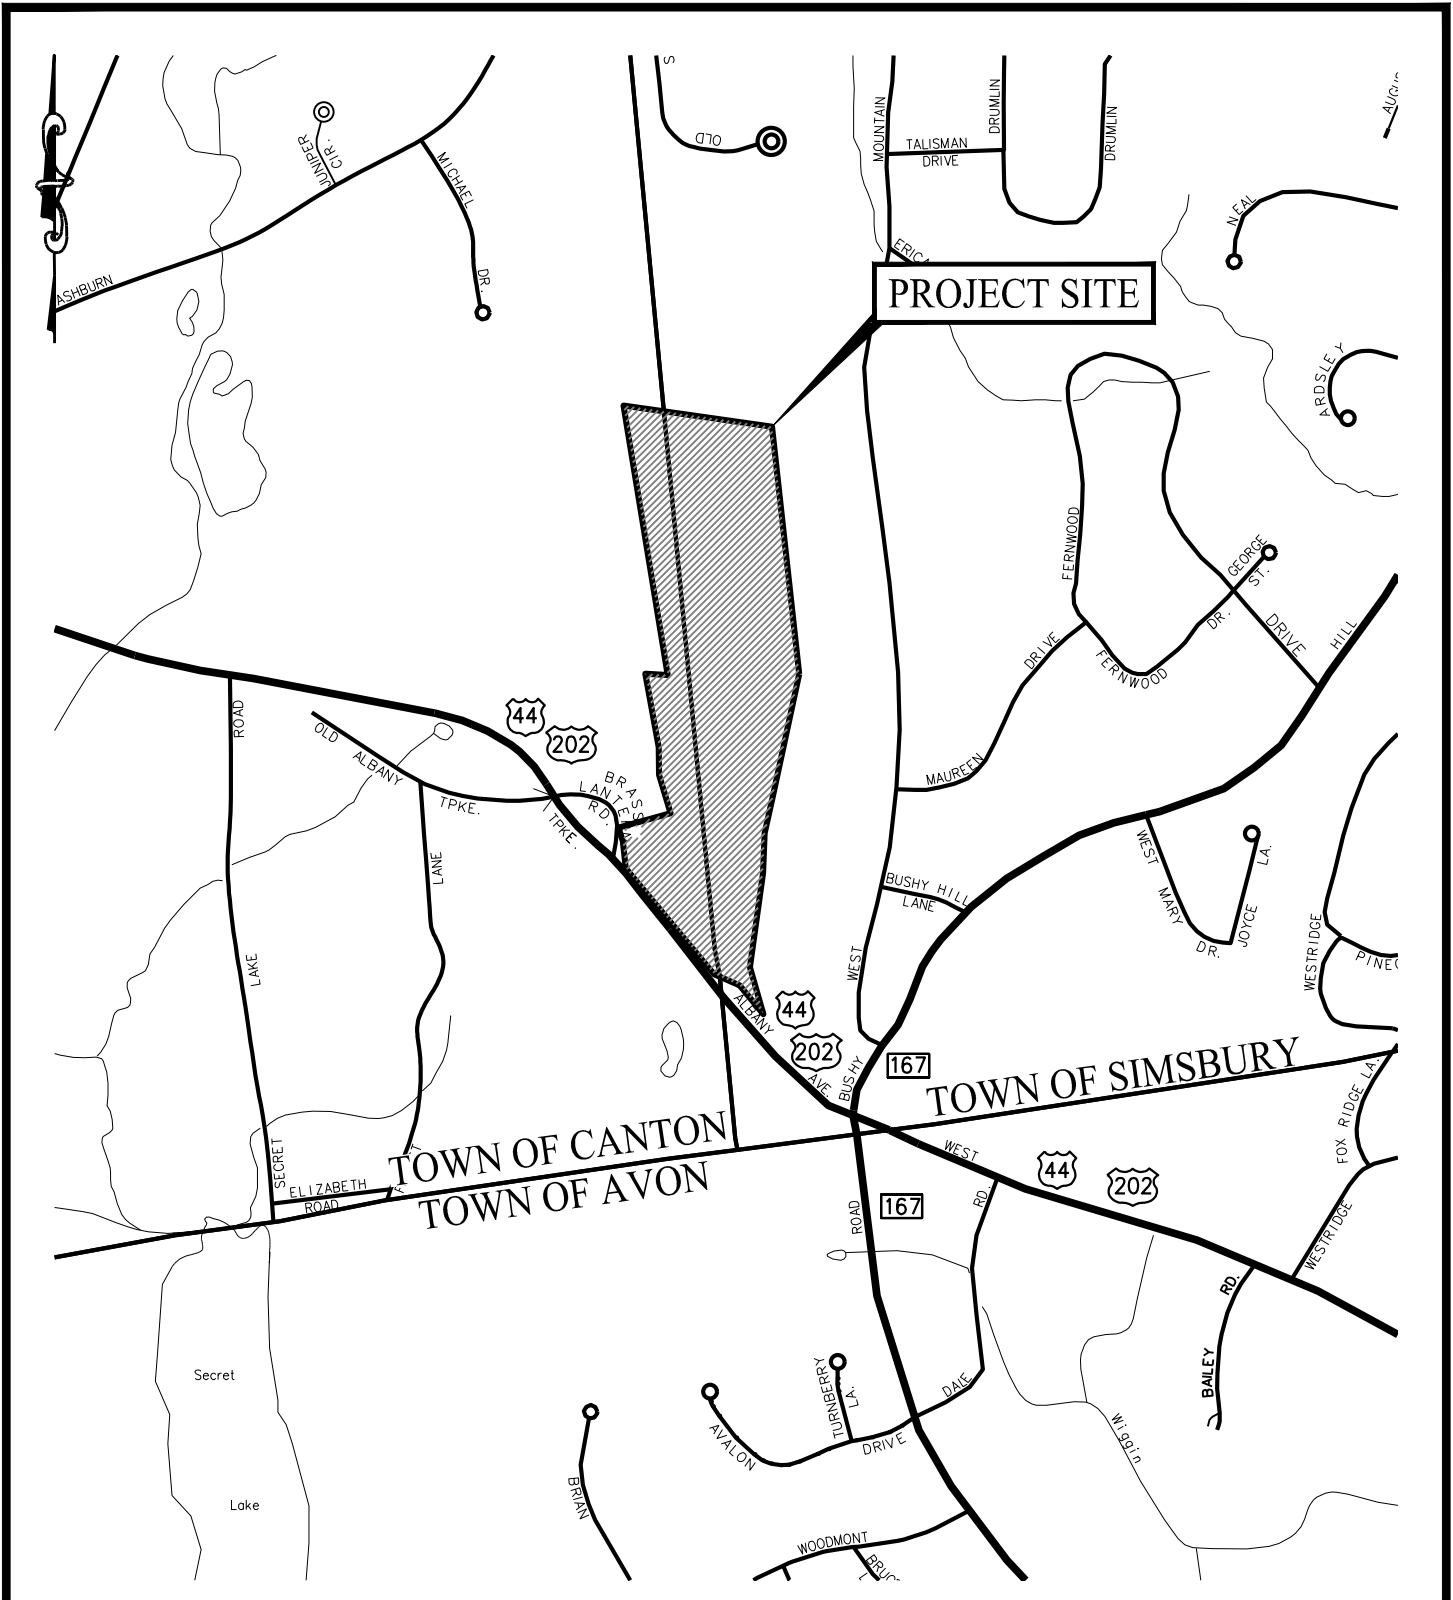 OLD
MOUNTAIN
TALISMAN
DRIVE
DRUMLIN
DRUMLIN
JUNIPER
CIR.
MICHAEL
DR.
ASHBURN
NEAL
PROJECT SITE
ARDSLEY
FERNWOOD
GEORGE
ST.
DR.
DRIVE
HILL
DRIVE
FERNWOOD
MAUREEN
ROAD
OLD
ALBANY
TPKE.
44
202
TPKE.
BRASS
LANTERN
RD.
LANE
BUSHY HILL
LANE
WEST
MARY
DR.
JOYCE
LA.
WESTRIDGE
LAKE
WEST
ALBANY
AVE.
44
202
BUSHY
167
TOWN OF SIMSBURY
FOX RIDGE LA.
SECRET
ELIZABETH
ROAD
TOWN OF CANTON
TOWN OF AVON
WEST
44
202
ROAD
167
RD.
WESTRIDGE
RD.
BAILEY
Secret
Lake
TURNBERRY
LA.
DALE
AVALON
DRIVE
BRIAN
Wiggin
WOODMONT